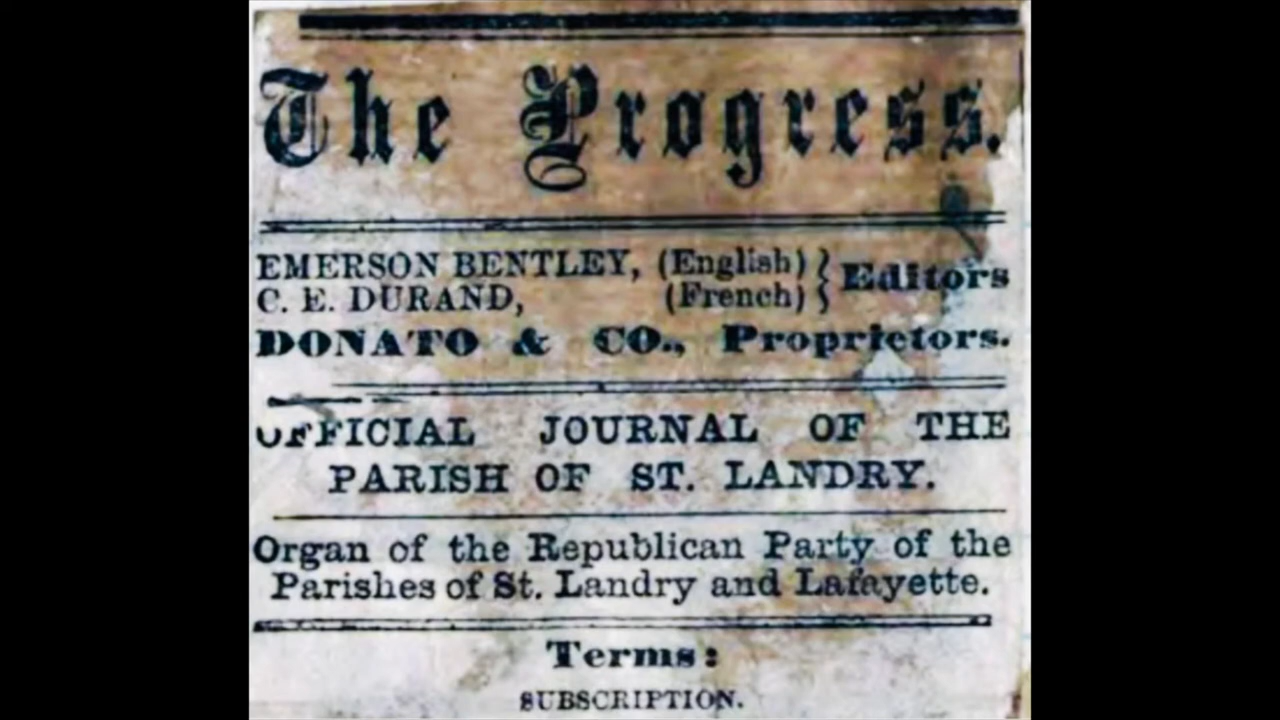 The Progress.
EMERSON BENTLEY, (English) } Editors
C. E. DURAND, (French)
DONATO & CO., Proprietors.
OFFICIAL JOURNAL OF THE
PARISH OF ST. LANDRY.
Organ of the Republican Party of the
Parishes of St. Landry and Lafayette.
Terms:
SUBSCRIPTION.